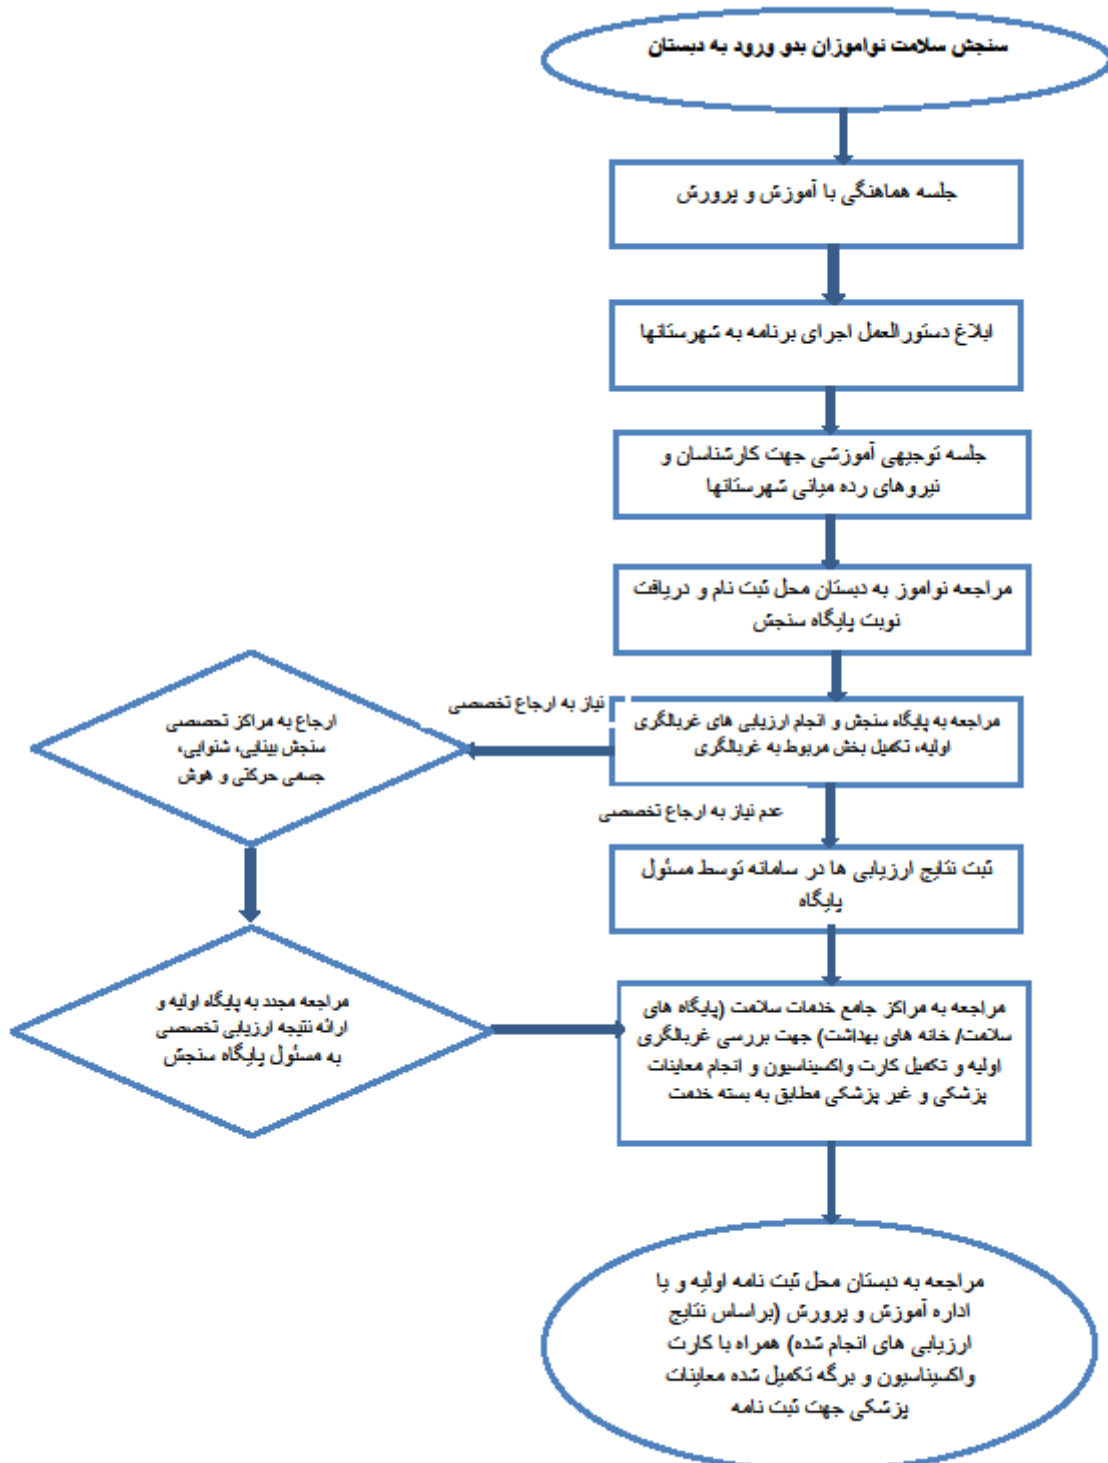 سنجش سلامت نواموزان بدو ورود به دبستان
جلسه هماهنگی با آموزش و پرورش
ابلاغ دستورالعمل اجرای برنامه به شهرستانها
جلسه توجیهی آموزشی جهت کارشناسان و
نیروهای رده میانی شهرستانها
مراجعه نواموز به دبستان محل ثبت نام و دریافت
نوبت پایگاه سنجش
مراجعه به پایگاه سنجش و انجام ارزیابی های غربالگری
اولیه، تکمیل بخش مربوط به غربالگری
نیاز به ارجاع تخصصی
ارجاع به مراکز تخصصی
سنجش بینایی، شنوایی،
جسمی حرکتی و هوش
عدم نیاز به ارجاع تخصصی
ثبت نتایج ارزیابی ها در سامانه توسط مسئول
پایگاه
مراجعه مجدد به پایگاه اولیه و
ارائه نتیجه ارزیابی تخصصی
به مسئول پایگاه سنجش
مراجعه به مراکز جامع خدمات سلامت (پایگاه های
سلامت/ خانه های بهداشت) جهت بررسی غربالگری
اولیه و تکمیل کارت واکسیناسیون و انجام معاینات
پزشکی و غیر پزشکی مطابق به بسته خدمت
مراجعه به دبستان محل ثبت نامه اولیه و یا
اداره آموزش و پرورش (براساس نتایج
ارزیابی های انجام شده) همراه با کارت
واکسیناسیون و برگه تکمیل شده معاینات
پزشکی جهت ثبت نامه